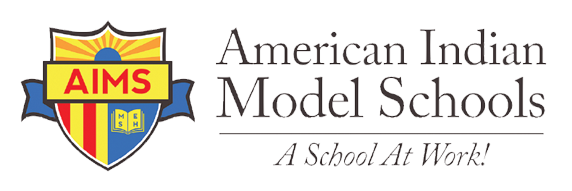 AIMS
M E
S H
American Indian
Model Schools
A School At Work!